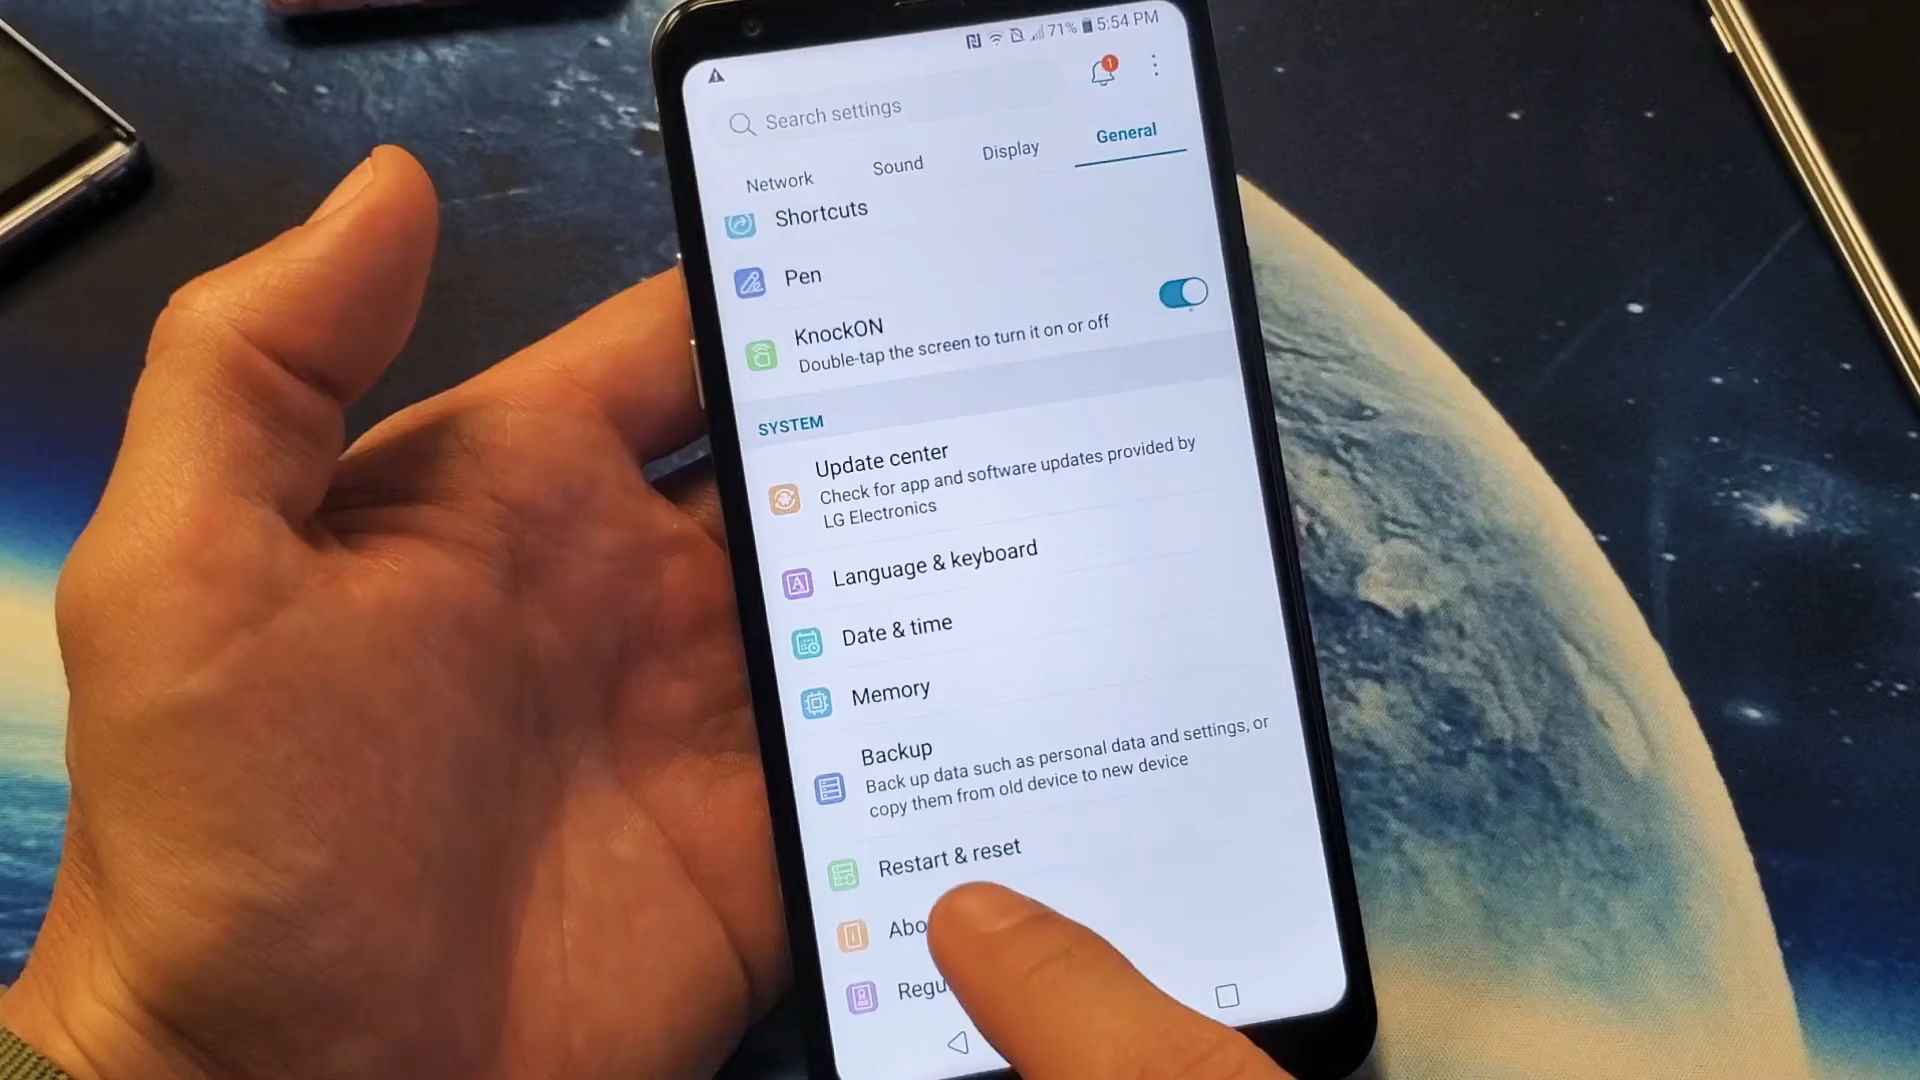 71% 5:54 PM
1
Search settings
Network Sound Display General
Shortcuts
Pen
KnockON
Double-tap the screen to turn it on or off
SYSTEM
Update center
Check for app and software updates provided by
LG Electronics
Language & keyboard
Date & time
Memory
Backup
Back up data such as personal data and settings, or
copy them from old device to new device
Restart & reset
Abo
Regu